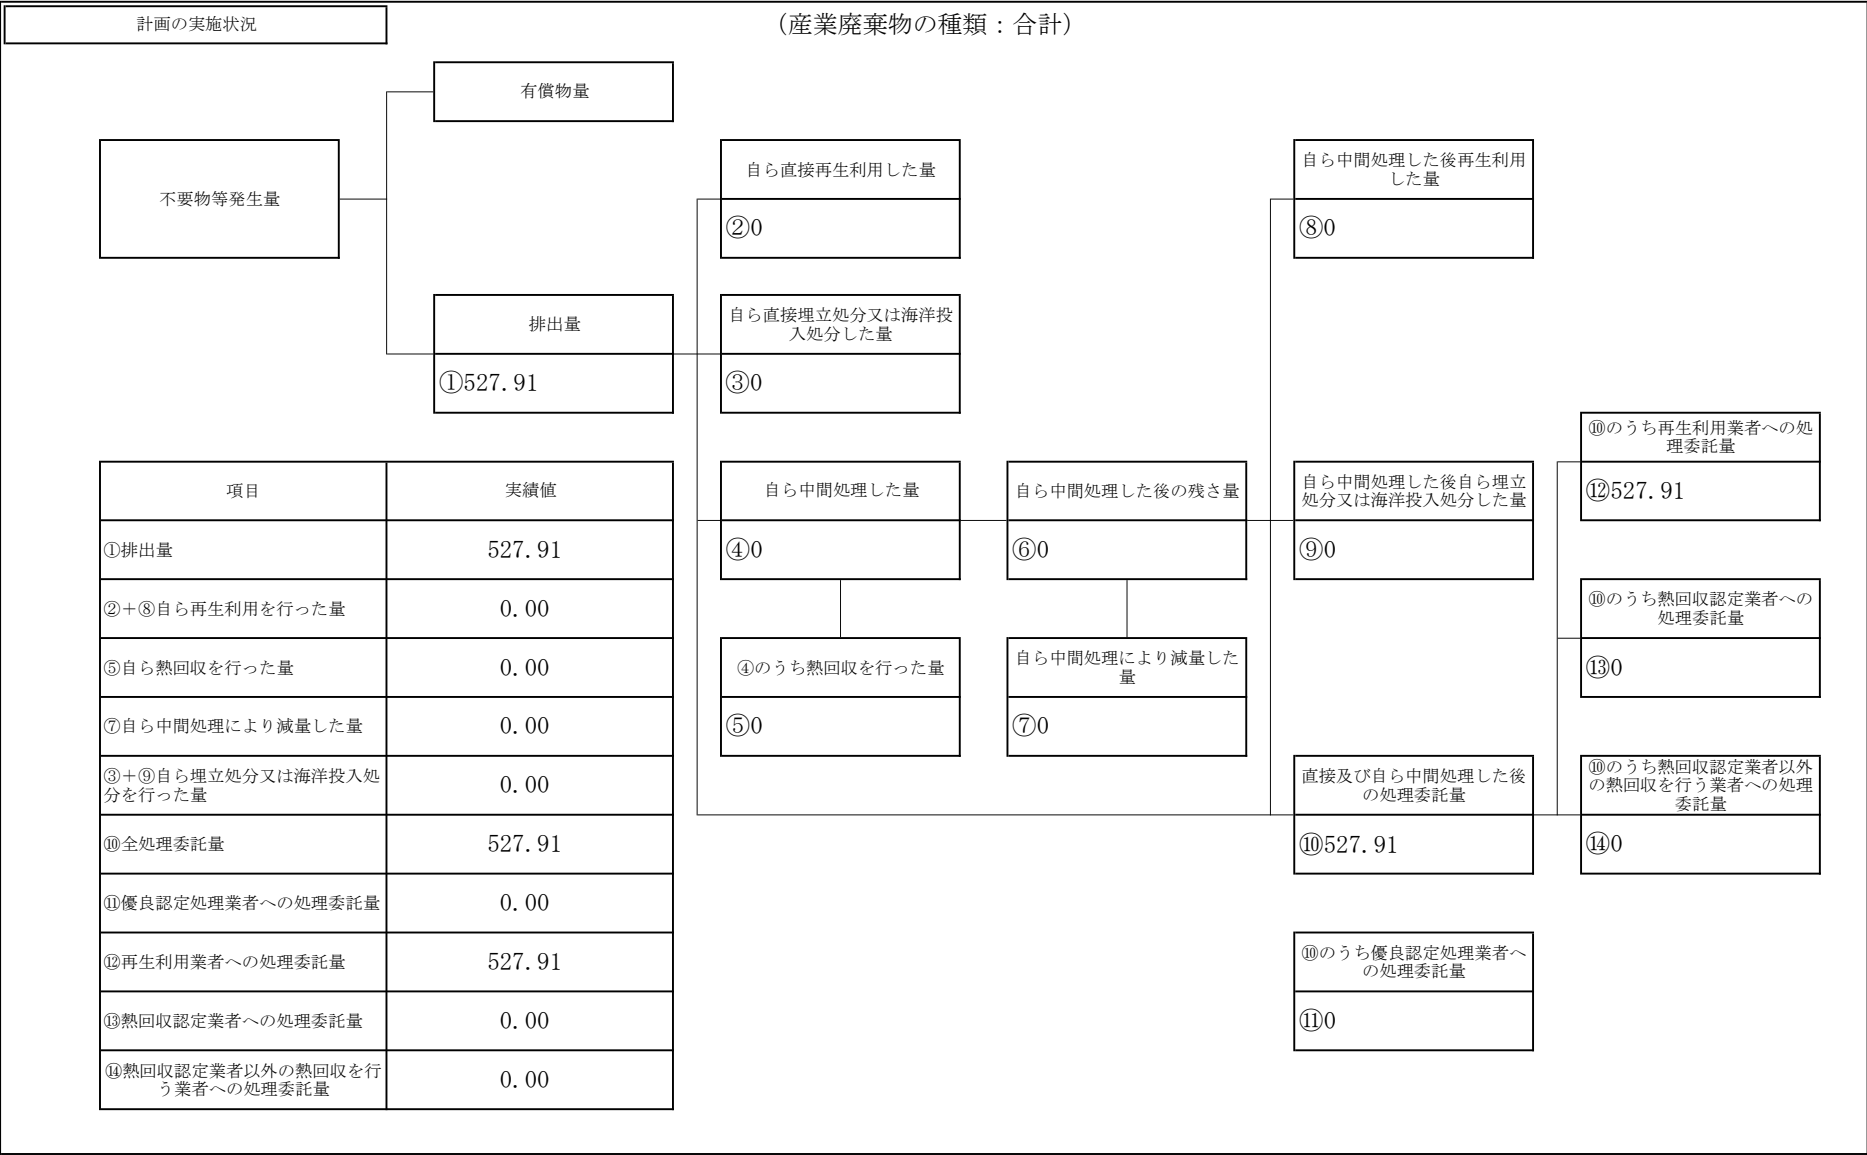 計画の実施状況
（産業廃棄物の種類：合計）
有償物量
不要物等発生量
自ら直接再生利用した量
②0
自ら中間処理した後再生利用
した量
⑧0
排出量
①527.91
自ら直接埋立処分又は海洋投
入処分した量
③0
⑩のうち再生利用業者への処
理委託量
⑫527.91
自ら中間処理した量
④0
自ら中間処理した後の残さ量
⑥0
自ら中間処理した後自ら埋立
処分又は海洋投入処分した量
⑨0
⑩のうち熱回収認定業者への
処理委託量
⑬0
④のうち熱回収を行った量
⑤0
自ら中間処理により減量した
量
⑦0
直接及び自ら中間処理した後
の処理委託量
⑩527.91
⑩のうち熱回収認定業者以外
の熱回収を行う業者への処理
委託量
⑭0
⑩のうち優良認定処理業者へ
の処理委託量
⑪0
項目
実績値
①排出量
527.91
②＋⑧自ら再生利用を行った量
0.00
⑤自ら熱回収を行った量
0.00
⑦自ら中間処理により減量した量
0.00
③＋⑨自ら埋立処分又は海洋投入処
分を行った量
0.00
⑩全処理委託量
527.91
⑪優良認定処理業者への処理委託量
0.00
⑫再生利用業者への処理委託量
527.91
⑬熱回収認定業者への処理委託量
0.00
⑭熱回収認定業者以外の熱回収を行
う業者への処理委託量
0.00